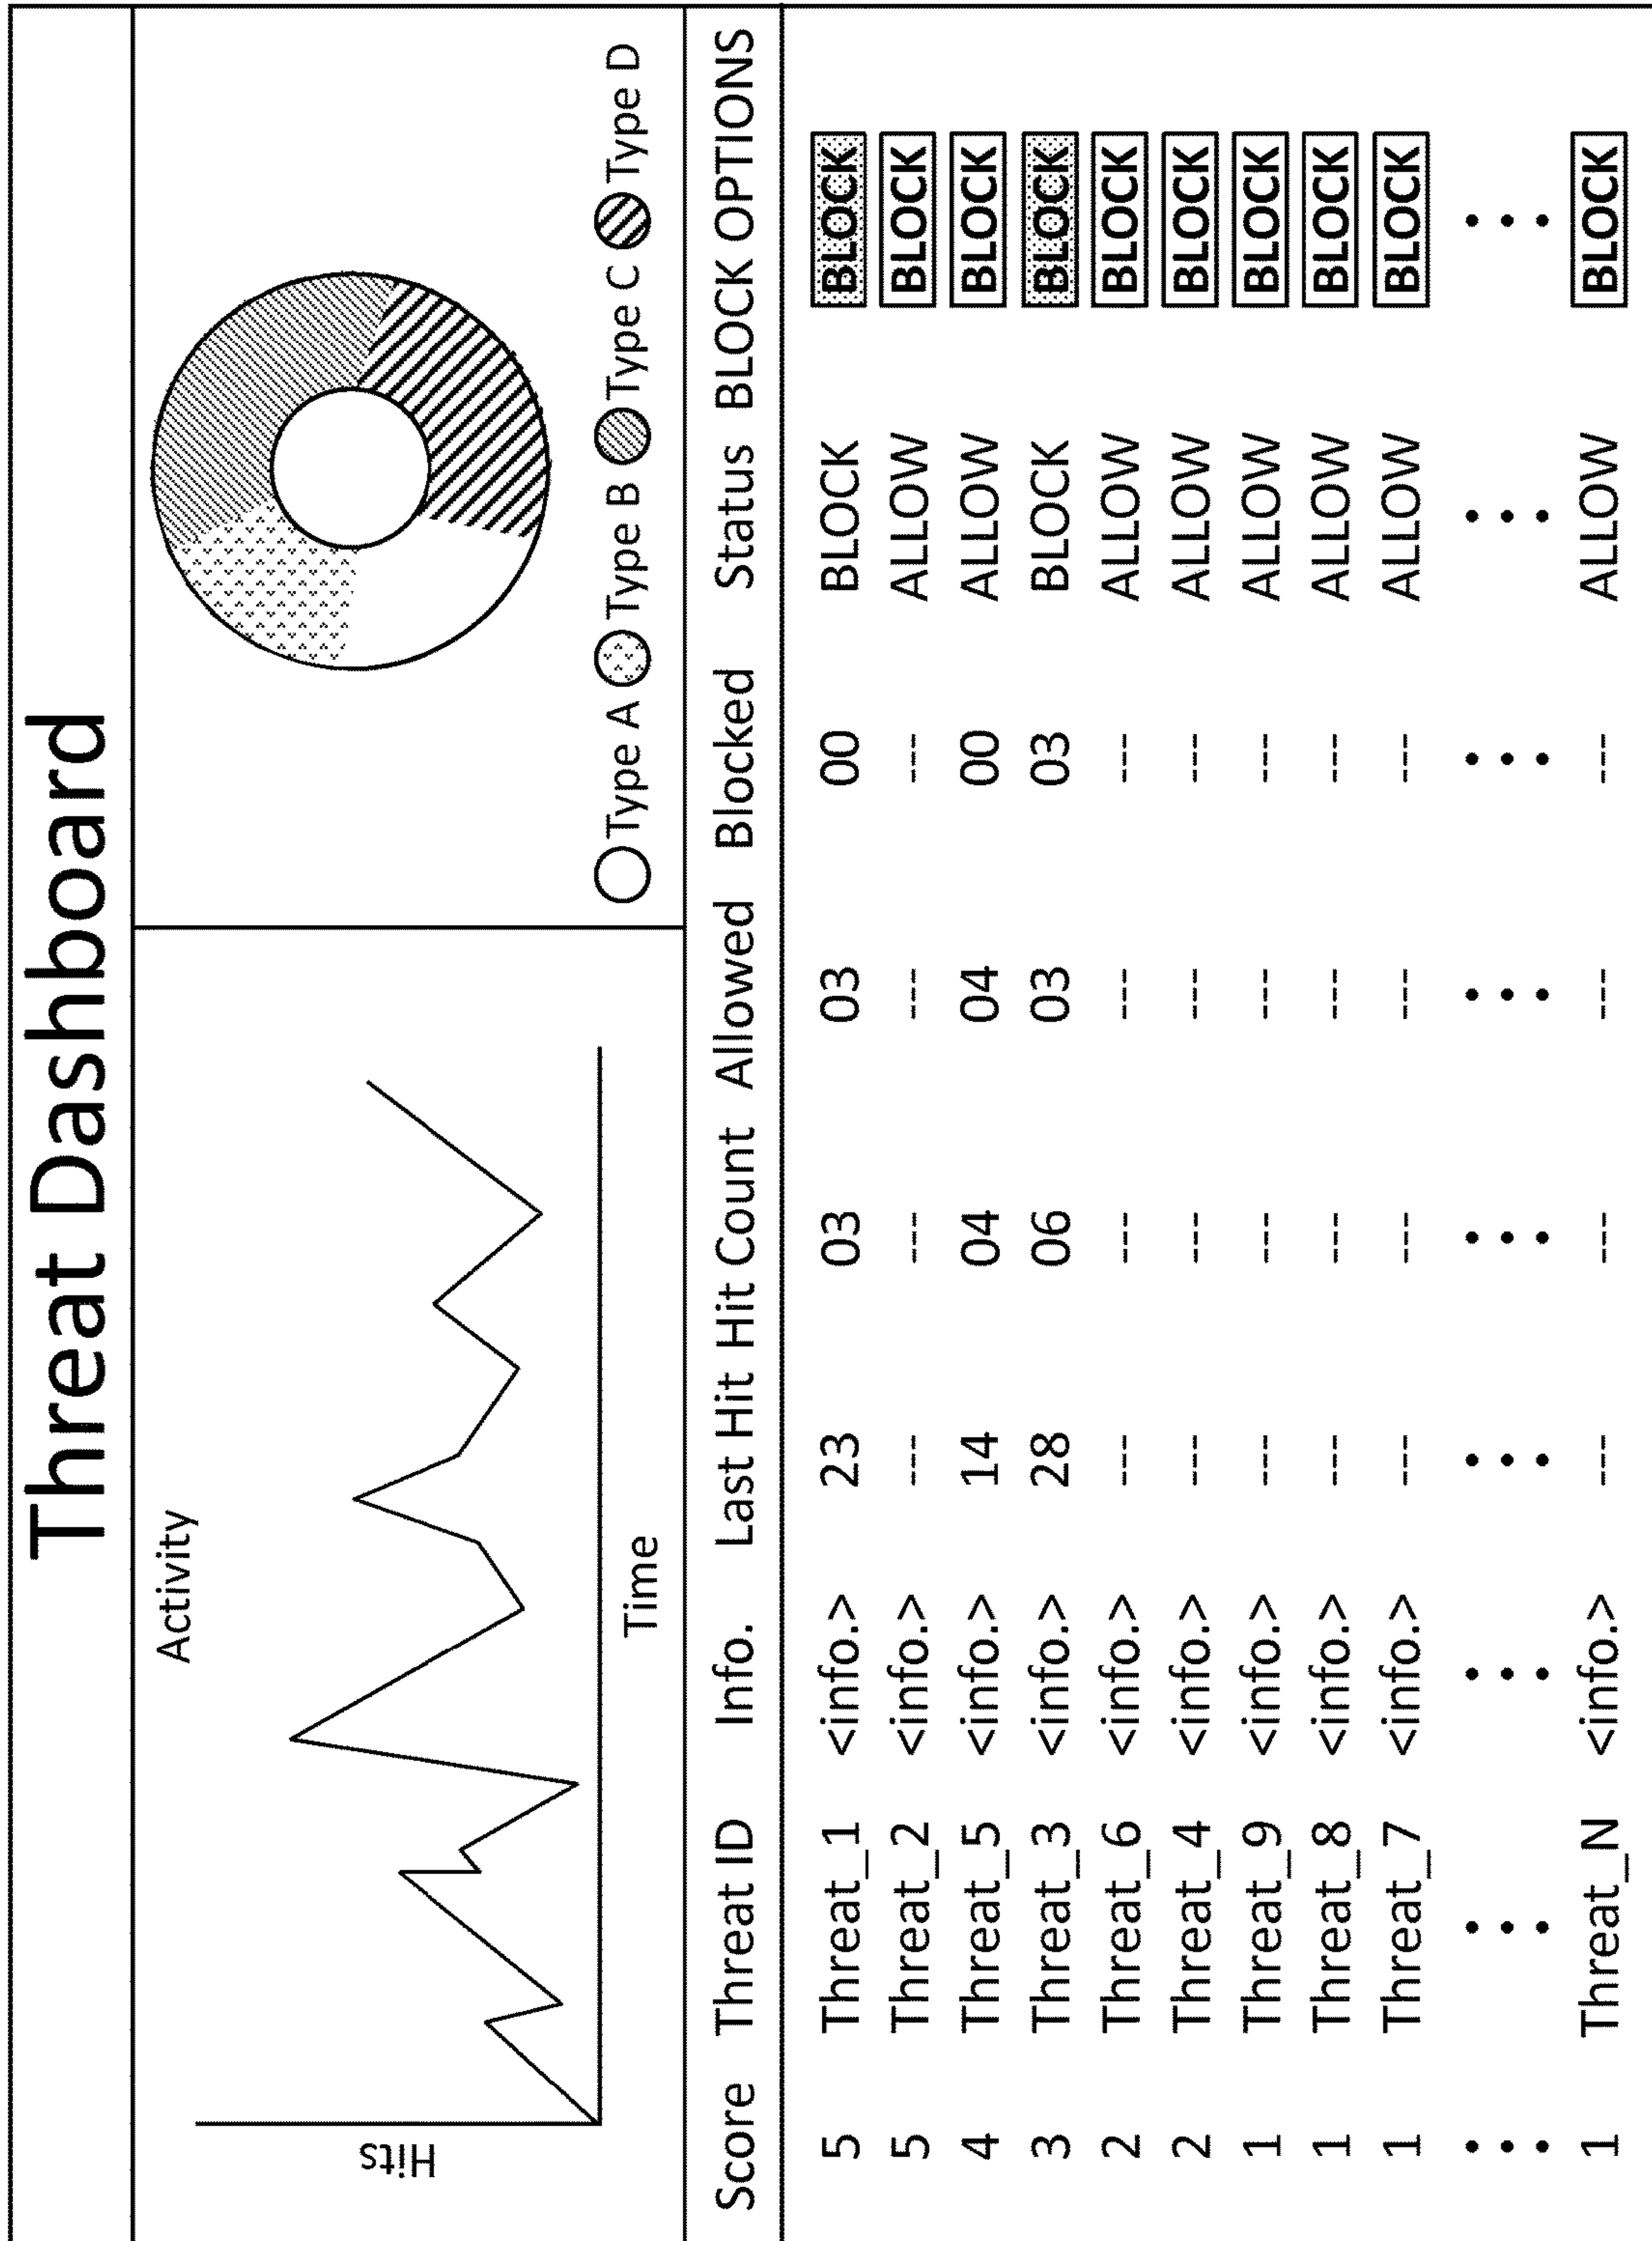 Threat Dashboard
Activity
Hits
Time
Type A Type B Type C Type D
Score Threat ID Info. Last Hit Hit Count Allowed Blocked Status BLOCK OPTIONS
5 Threat_1 <info.> 23 03 03 00 BLOCK BLOCK
5 Threat_2 <info.> --- --- --- --- ALLOW BLOCK
4 Threat_5 <info.> 14 04 04 00 ALLOW BLOCK
3 Threat_3 <info.> 28 06 03 03 BLOCK BLOCK
2 Threat_6 <info.> --- --- --- --- ALLOW BLOCK
2 Threat_4 <info.> --- --- --- --- ALLOW BLOCK
1 Threat_9 <info.> --- --- --- --- ALLOW BLOCK
1 Threat_8 <info.> --- --- --- --- ALLOW BLOCK
1 Threat_7 <info.> --- --- --- --- ALLOW BLOCK
1 Threat_N <info.> --- --- --- --- ALLOW BLOCK